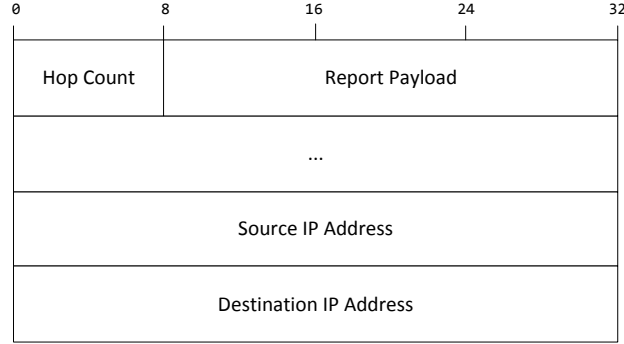 0 8 16 24 32
Hop Count Report Payload
...
Source IP Address
Destination IP Address